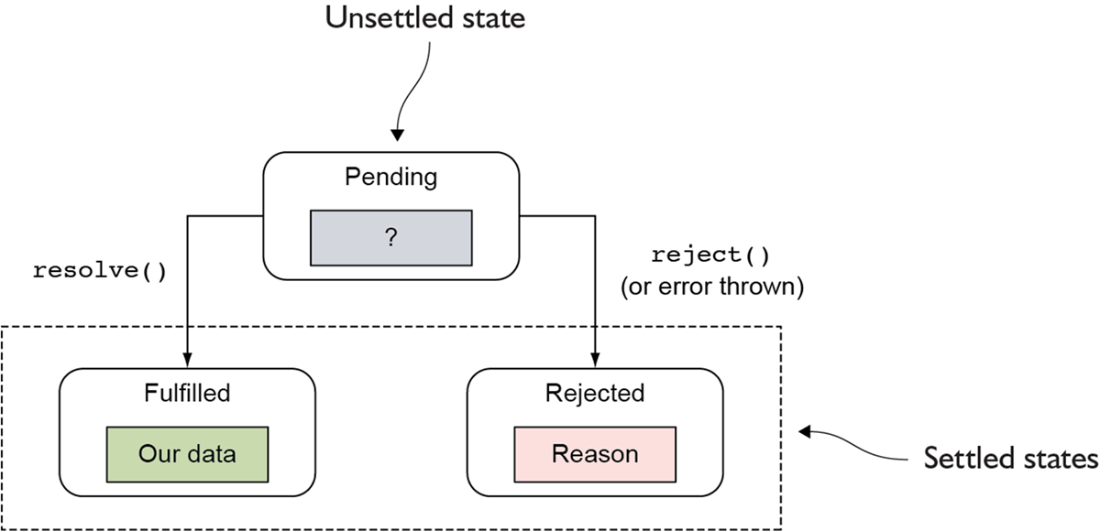 Unsettled state
Pending
?
resolve()
reject()
(or error thrown)
Fulfilled
Our data
Rejected
Reason
Settled states